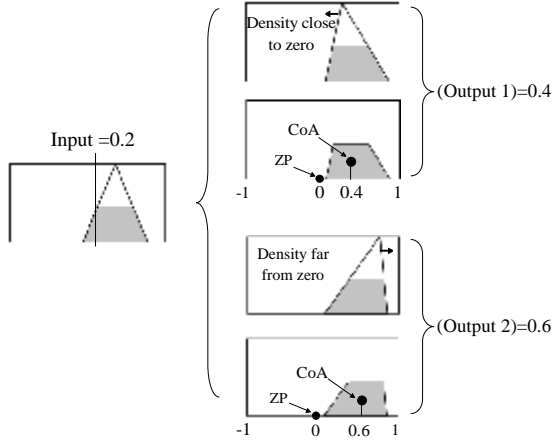 Density close
to zero
(Output 1)=0.4
CoA
ZP
-1
0
0.4
1
Input =0.2
Density far
from zero
(Output 2)=0.6
CoA
ZP
-1
0
0.6
1